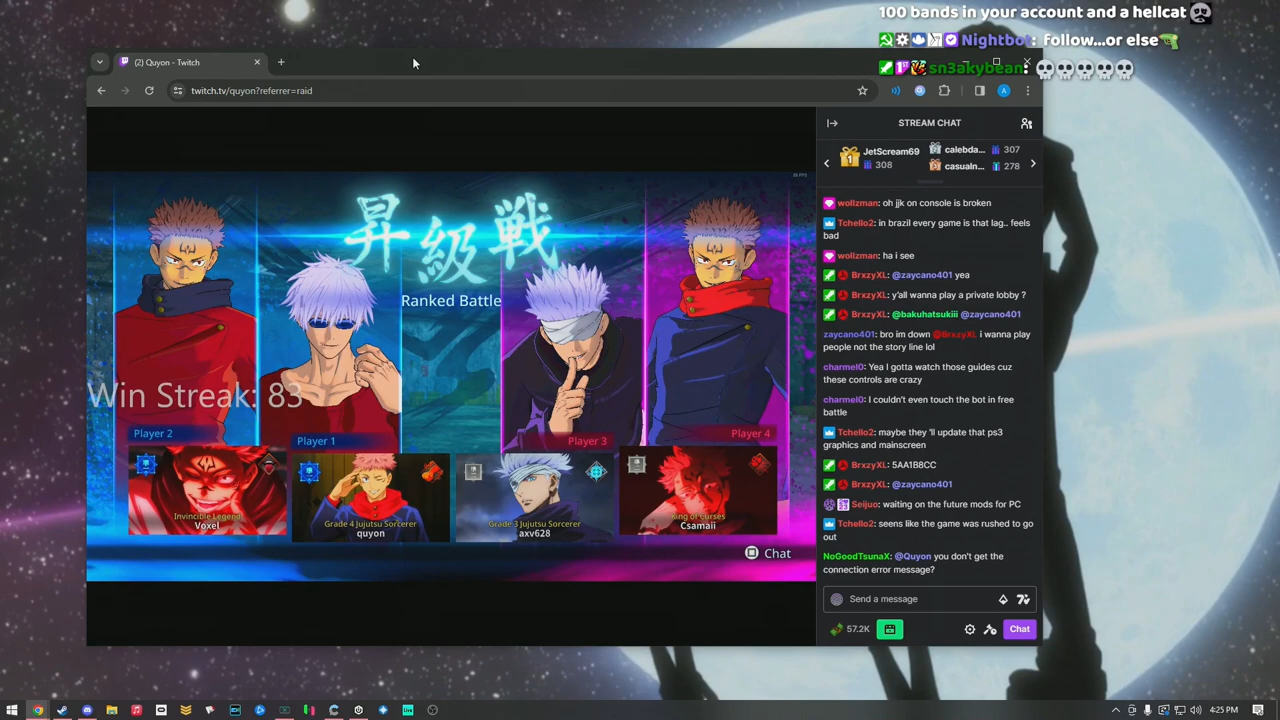 100 bands in your account and a hellcat
Nightbot: follow...or else
sn3akybean:
(2) Quyon - Twitch
twitch.tv/quyon?referrer=raid
A
STREAM CHAT
1
JetScream69
308
calebda...
307
casualn...
278
wollzman: oh jjk on console is broken
Tchello2: in brazil every game is that lag.. feels
bad
wollzman: ha i see
BrxzyXL: @zaycano401 yea
BrxzyXL: y'all wanna play a private lobby ?
BrxzyXL: @bakuhatsukiii @zaycano401
zaycano401: bro im down @BrxzyXL i wanna play
people not the story line lol
charmel0: Yea I gotta watch those guides cuz
these controls are crazy
charmel0: I couldn't even touch the bot in free
battle
Tchello2: maybe they 'll update that ps3
graphics and mainscreen
BrxzyXL: 5AA1B8CC
BrxzyXL: @zaycano401
Seijuo: waiting on the future mods for PC
Tchello2: seens like the game was rushed to go
out
NoGoodTsunaX: @Quyon you don't get the
connection error message?
Send a message
57.2K
Chat
昇級戦
Ranked Battle
Win Streak: 83
Player 2
Player 1
Player 3
Player 4
Invincible Legend
Voxel
Grade 4 Jujutsu Sorcerer
quyon
Grade 3 Jujutsu Sorcerer
axv628
King of Curses
Csamaii
Chat
4:25 PM